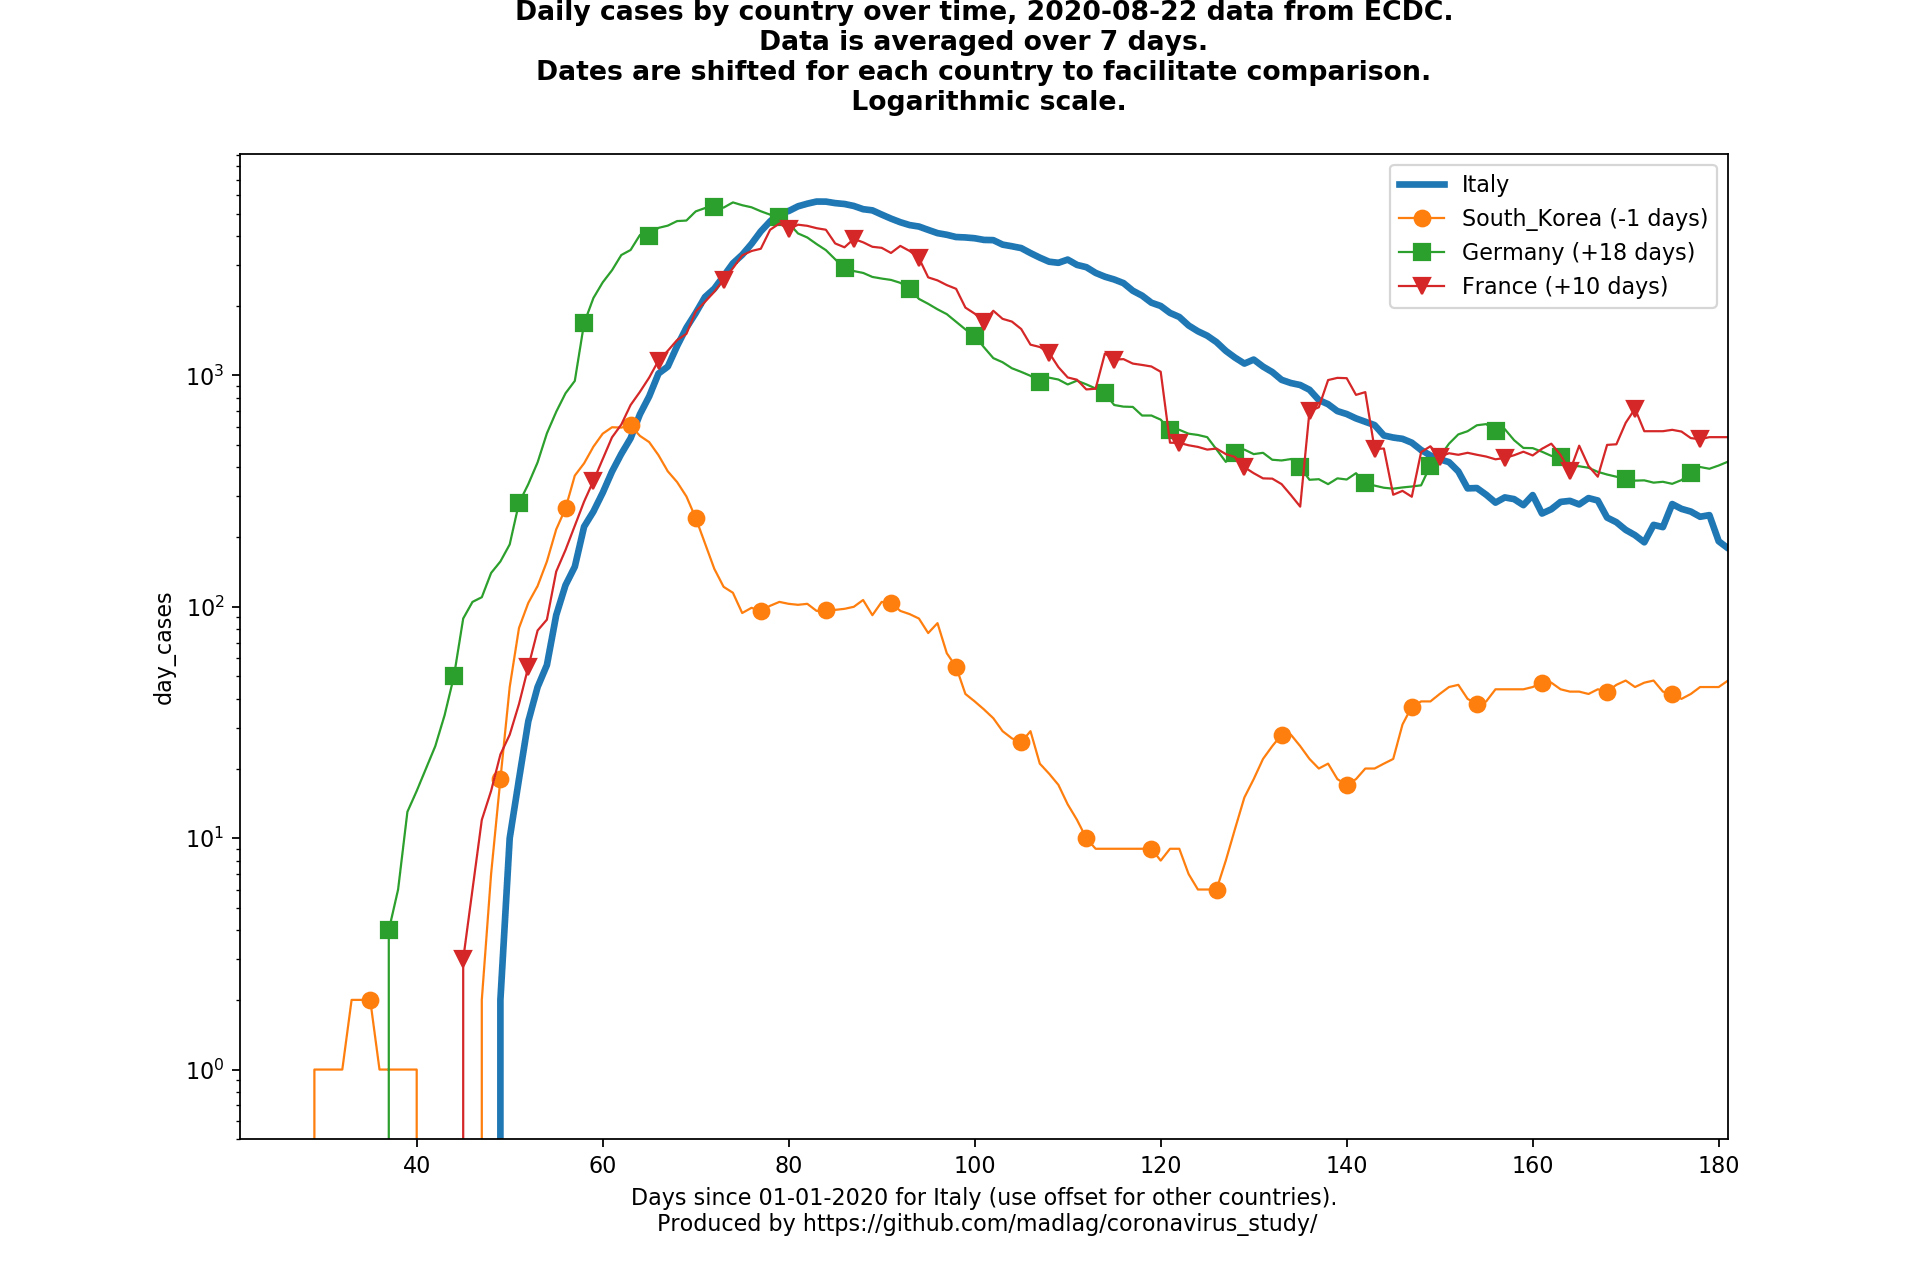 Daily cases by country over time, 2020-08-22 data from ECDC.
Data is averaged over 7 days.
Dates are shifted for each country to facilitate comparison.
Logarithmic scale.
Italy
South_Korea (-1 days)
Germany (+18 days)
France (+10 days)
day_cases
10³
10²
10¹
10⁰
40 60 80 100 120 140 160 180
Days since 01-01-2020 for Italy (use offset for other countries).
Produced by https://github.com/madlag/coronavirus_study/